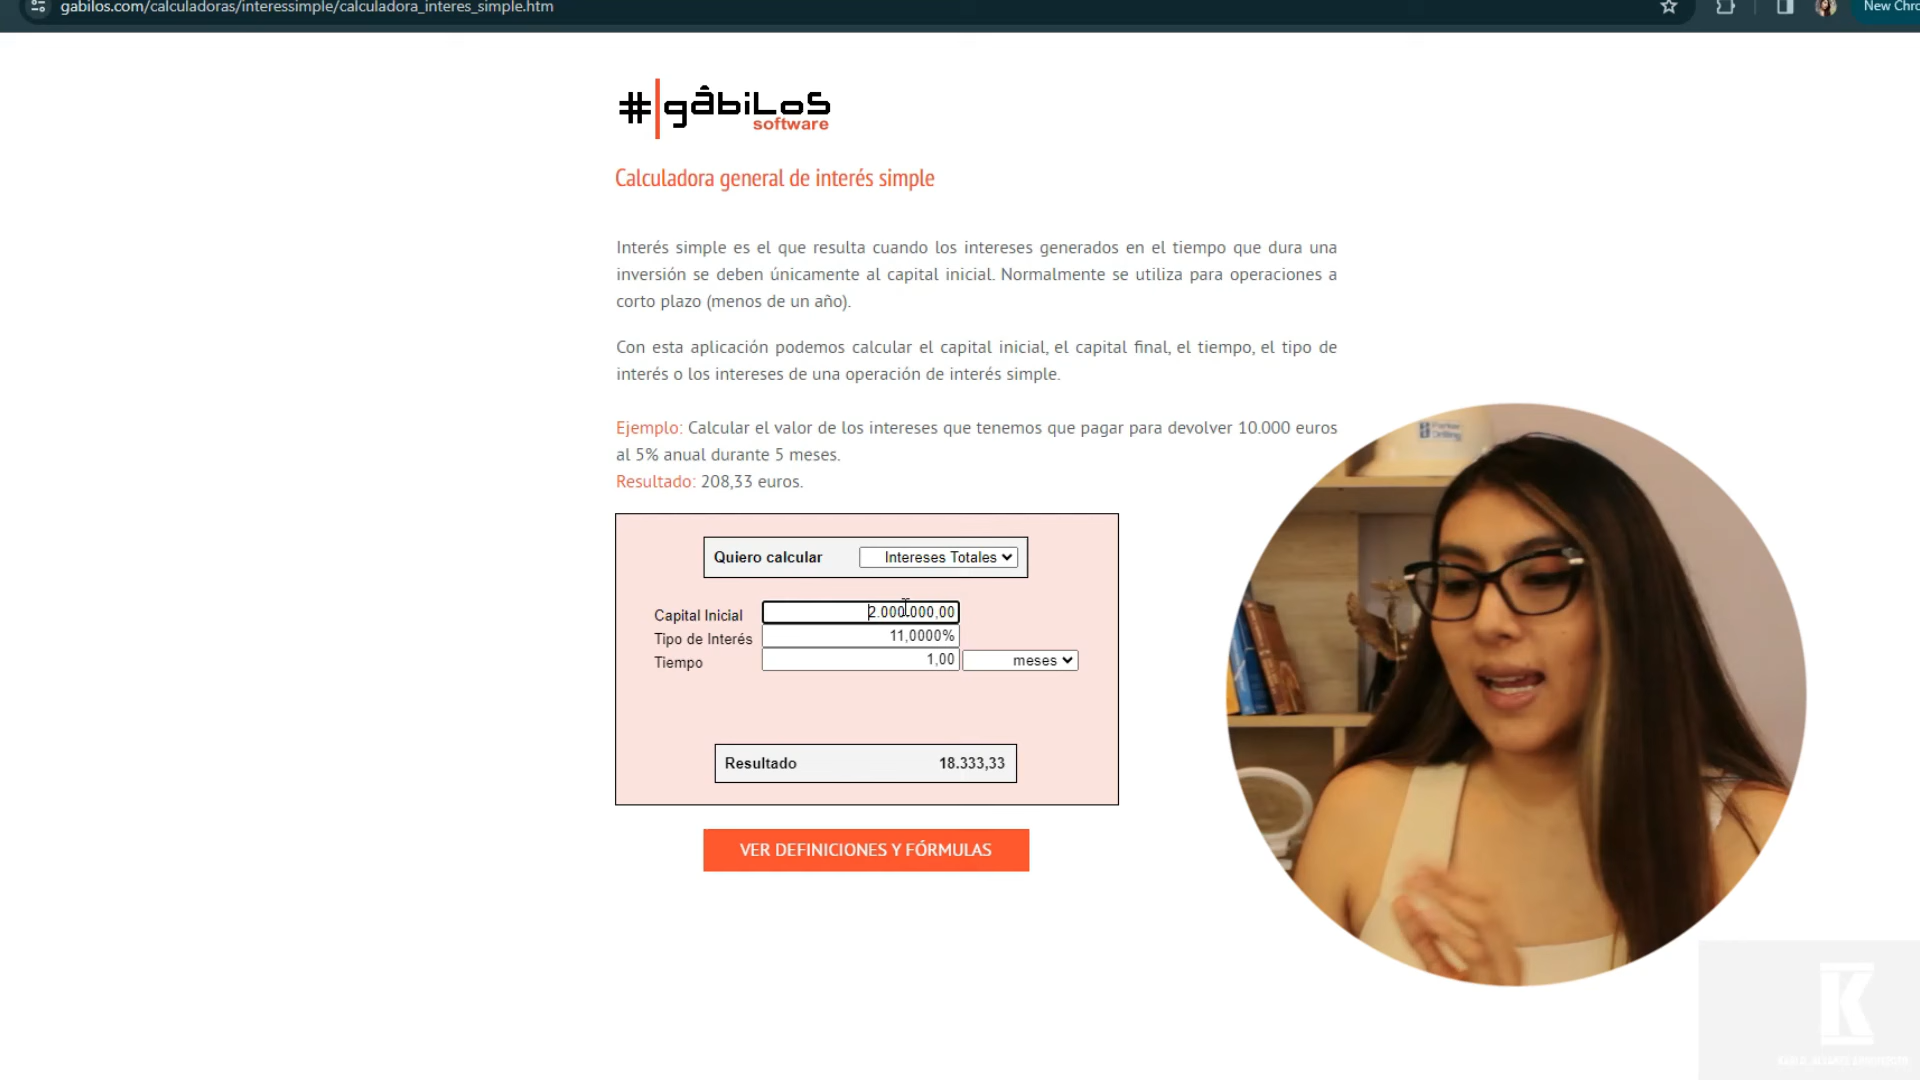 gabilos.com/calculadoras/interessimple/calculadora_interes_simple.htm
New Chro
#|gâbiLoS
software
Calculadora general de interés simple
Interés simple es el que resulta cuando los intereses generados en el tiempo que dura una
inversión se deben únicamente al capital inicial. Normalmente se utiliza para operaciones a
corto plazo (menos de un año).
Con esta aplicación podemos calcular el capital inicial, el capital final, el tiempo, el tipo de
interés o los intereses de una operación de interés simple.
Ejemplo: Calcular el valor de los intereses que tenemos que pagar para devolver 10.000 euros
al 5% anual durante 5 meses.
Resultado: 208,33 euros.
Quiero calcular Intereses Totales
Capital Inicial 2.000.000,00
Tipo de Interés 11,0000%
Tiempo 1,00 meses
Resultado 18.333,33
VER DEFINICIONES Y FÓRMULAS
Parker
Drilling
K